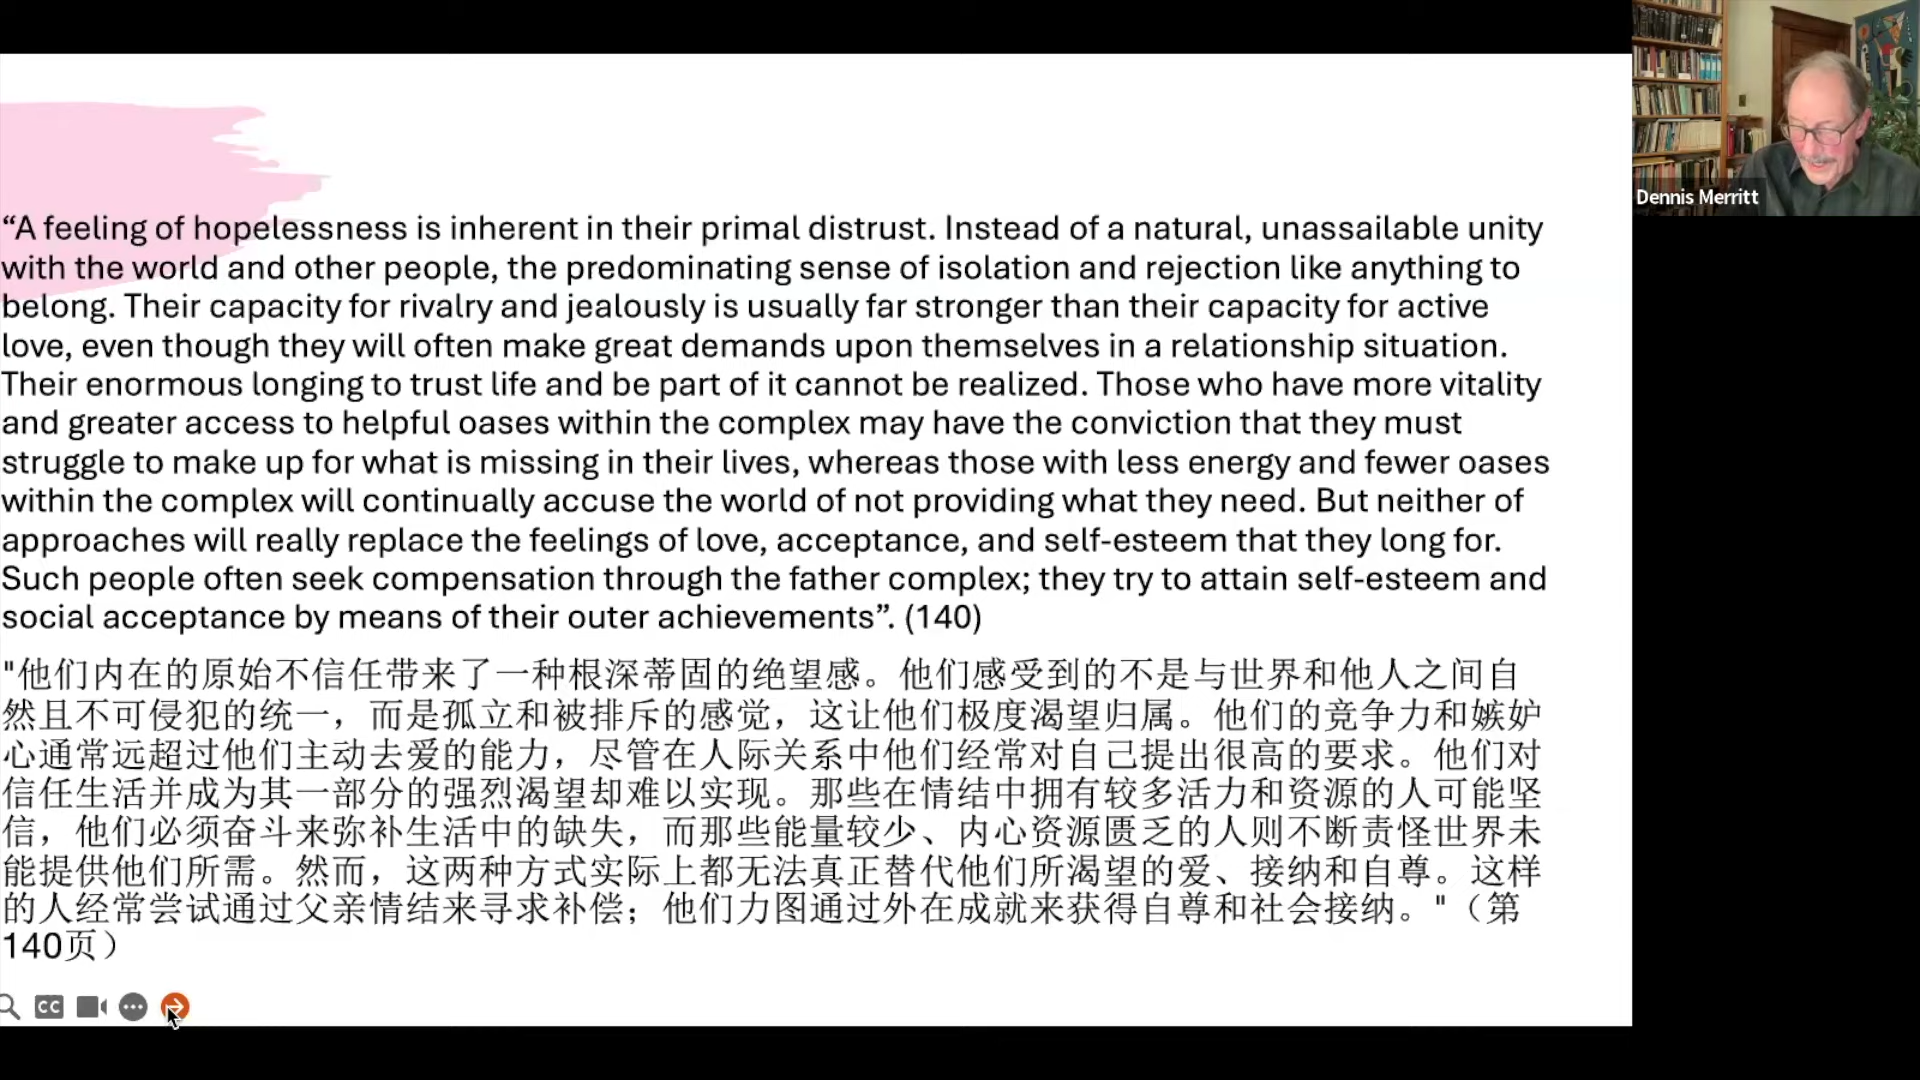 “A feeling of hopelessness is inherent in their primal distrust. Instead of a natural, unassailable unity
with the world and other people, the predominating sense of isolation and rejection like anything to
belong. Their capacity for rivalry and jealously is usually far stronger than their capacity for active
love, even though they will often make great demands upon themselves in a relationship situation.
Their enormous longing to trust life and be part of it cannot be realized. Those who have more vitality
and greater access to helpful oases within the complex may have the conviction that they must
struggle to make up for what is missing in their lives, whereas those with less energy and fewer oases
within the complex will continually accuse the world of not providing what they need. But neither of
approaches will really replace the feelings of love, acceptance, and self-esteem that they long for.
Such people often seek compensation through the father complex; they try to attain self-esteem and
social acceptance by means of their outer achievements”. (140)
"他们内在的原始不信任带来了一种根深蒂固的绝望感。他们感受到的不是与世界和他人之间自
然且不可侵犯的统一，而是孤立和被排斥的感觉，这让他们极度渴望归属。他们的竞争力和嫉妒
心通常远超过他们主动去爱的能力，尽管在人际关系中他们经常对自己提出很高的要求。他们对
信任生活并成为其一部分的强烈渴望却难以实现。那些在情结中拥有较多活力和资源的人可能坚
信，他们必须奋斗来弥补生活中的缺失，而那些能量较少、内心资源匮乏的人则不断责怪世界未
能提供他们所需。然而，这两种方式实际上都无法真正替代他们所渴望的爱、接纳和自尊。这样
的人经常尝试通过父亲情结来寻求补偿；他们力图通过外在成就来获得自尊和社会接纳。"（第
140页）
CC
Dennis Merritt